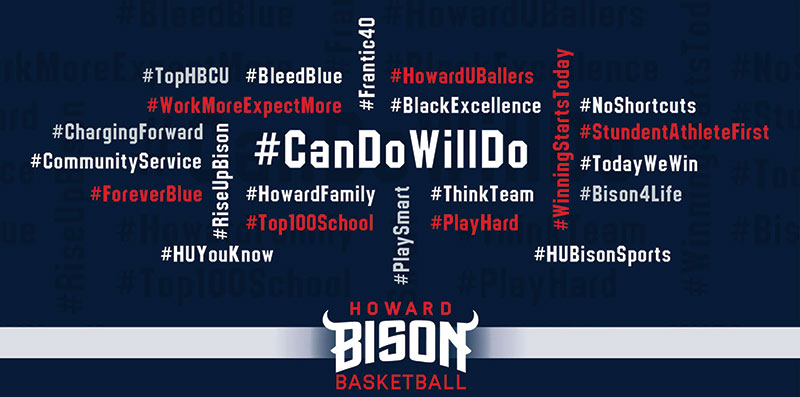 #Frantic40
#TopHBCU #BleedBlue
#HowardUBallers
#WorkMoreExpectMore
#BlackExcellence
#NoShortcuts
#WinningStartsToday
#ChargingForward
#StundentAthleteFirst
#RiseUpBison
#CanDoWillDo
#CommunityService
#TodayWeWin
#ForeverBlue
#HowardFamily
#PlaySmart
#ThinkTeam
#Bison4Life
#Top100School
#PlayHard
#HUYouKnow
#HUBisonSports
HOWARD
BISON
BASKETBALL